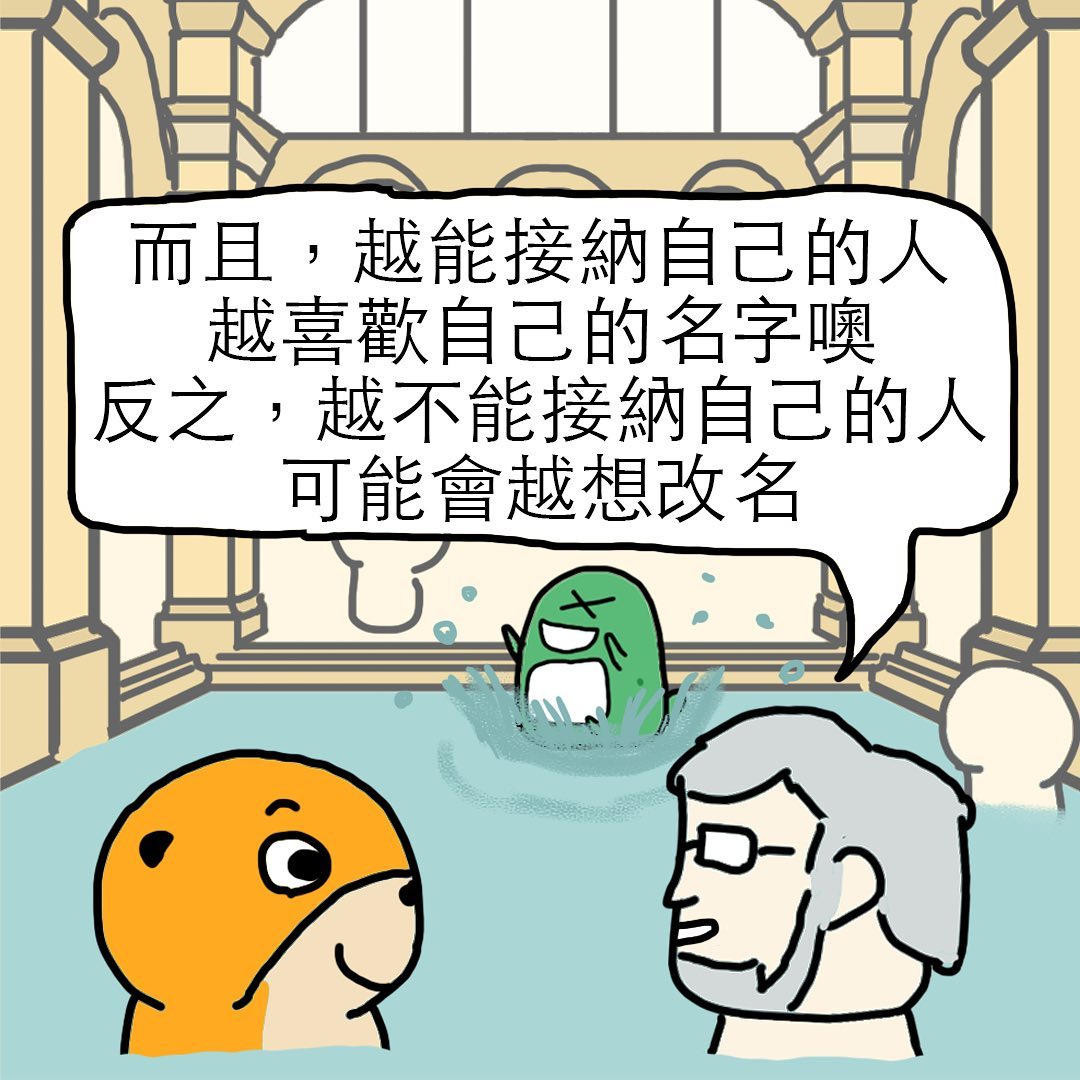 而且，越能接納自己的人
越喜歡自己的名字噢
反之，越不能接納自己的人
可能會越想改名